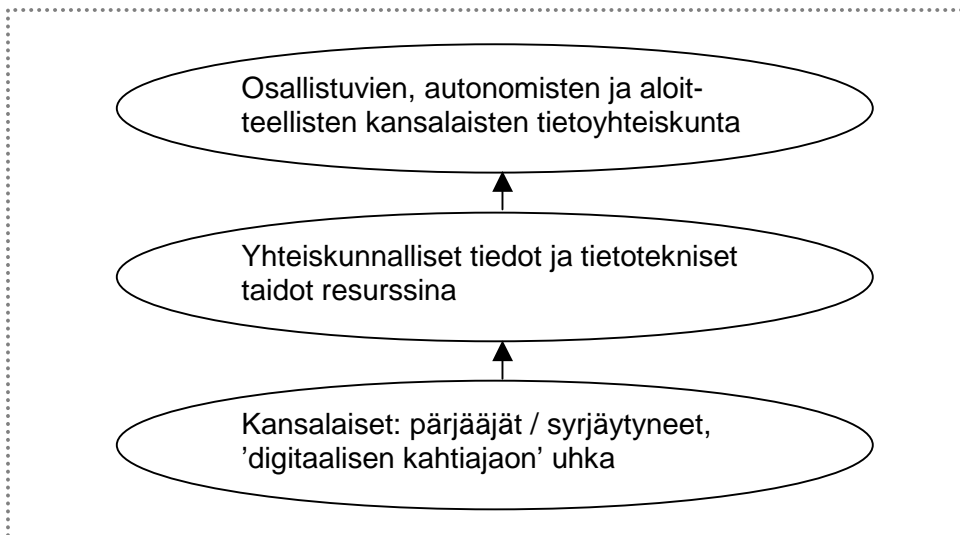 Osallistuvien, autonomisten ja aloit-
teellisten kansalaisten tietoyhteiskunta
Yhteiskunnalliset tiedot ja tietotekniset
taidot resurssina
Kansalaiset: pärjääjät / syrjäytyneet,
’digitaalisen kahtiajaon’ uhka